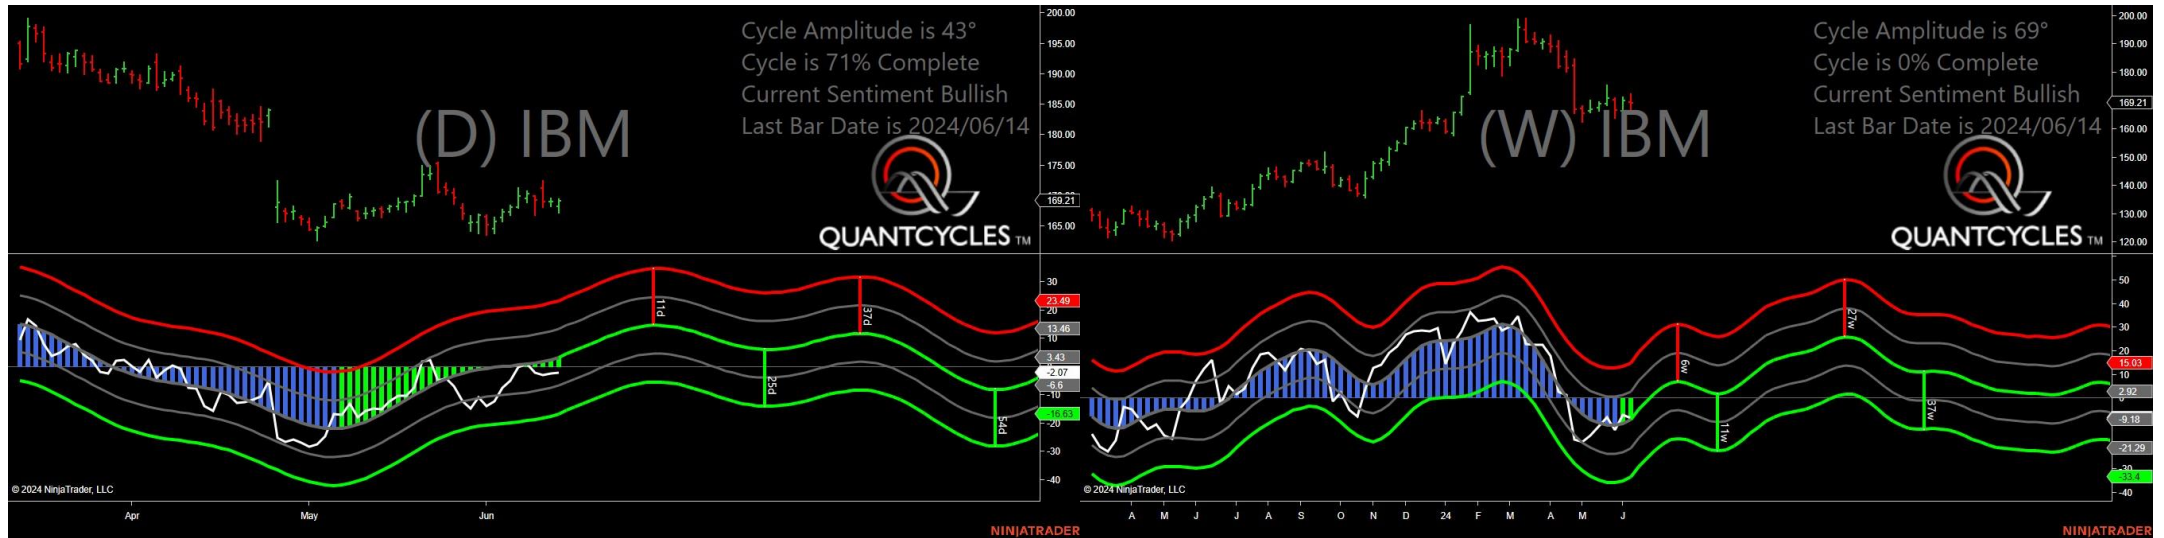 Cycle Amplitude is 43°
Cycle is 71% Complete
Current Sentiment Bullish
Last Bar Date is 2024/06/14
(D) IBM
QUANTCYCLES TM
200.00
195.00
190.00
185.00
180.00
175.00
169.21
165.00
30
23.49
20
13.46
10
3.43
-2.07
-6.6
-10
-16.63
-20
-30
-40
11d
25d
37d
54d
© 2024 NinjaTrader, LLC
Apr
May
Jun
NINJATRADER
Cycle Amplitude is 69°
Cycle is 0% Complete
Current Sentiment Bullish
Last Bar Date is 2024/06/14
(W) IBM
QUANTCYCLES TM
200.00
190.00
180.00
169.21
160.00
150.00
140.00
130.00
120.00
50
40
30
20
15.03
10
2.92
-9.18
-21.29
-30
-33.4
-40
6w
11w
27w
37w
© 2024 NinjaTrader, LLC
A M J J A S O N D 24 F M A M J
NINJATRADER